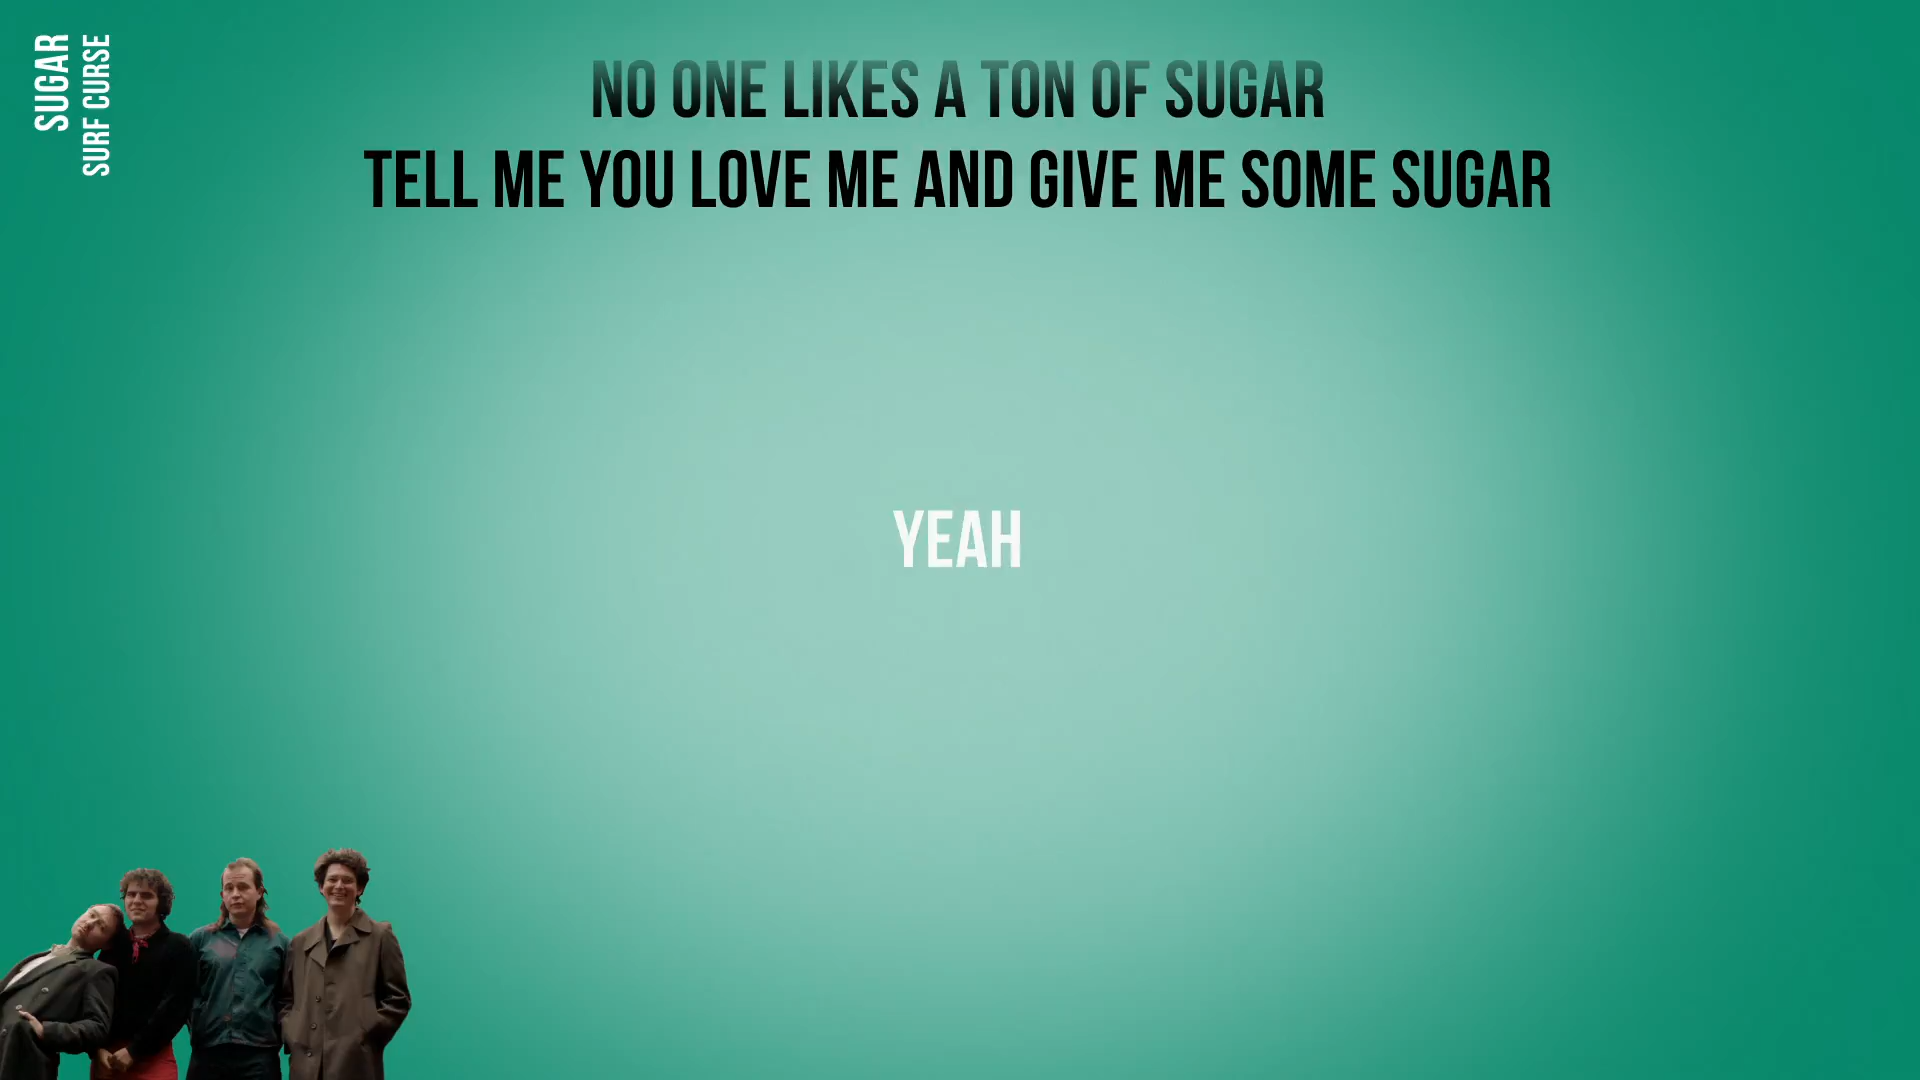 SUGAR
SURF CURSE
NO ONE LIKES A TON OF SUGAR
TELL ME YOU LOVE ME AND GIVE ME SOME SUGAR
YEAH